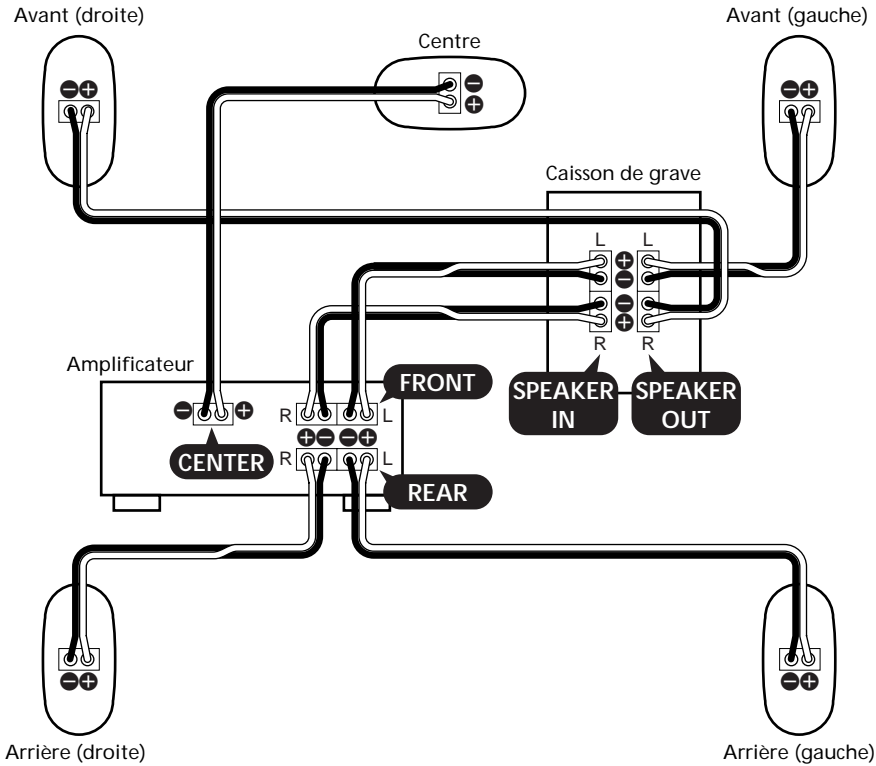 Avant (droite)
Avant (gauche)
Centre
− +
− +
−
+
Caisson de grave
L L
+
−
−
+
R R
Amplificateur
FRONT
SPEAKER IN
SPEAKER OUT
− +
R L
CENTER
+ − − +
R L
REAR
− +
− +
Arrière (droite)
Arrière (gauche)